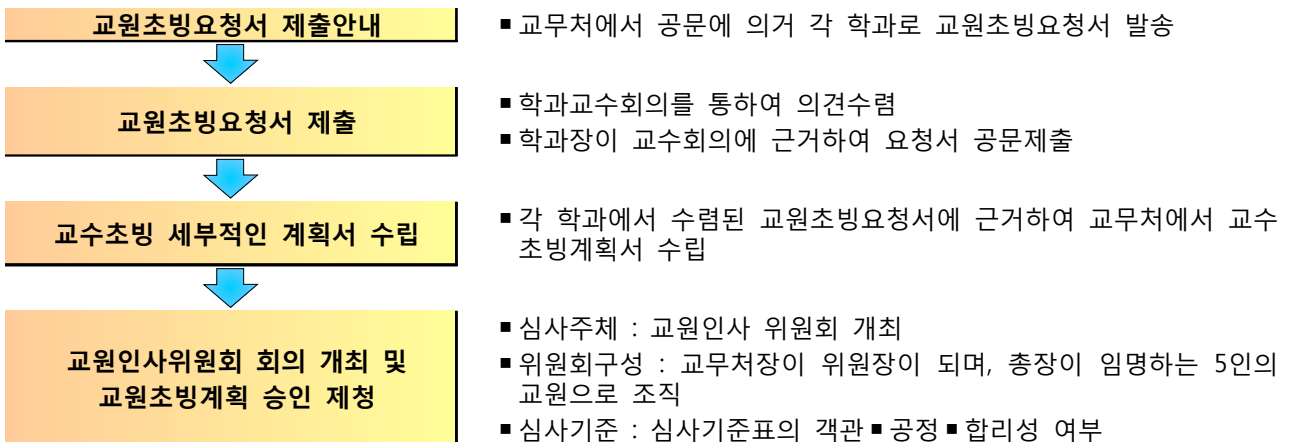 교원초빙요청서 제출안내
▪교무처에서 공문에 의거 각 학과로 교원초빙요청서 발송
교원초빙요청서 제출
▪학과교수회의를 통하여 의견수렴
▪학과장이 교수회의에 근거하여 요청서 공문제출
교수초빙 세부적인 계획서 수립
▪각 학과에서 수렴된 교원초빙요청서에 근거하여 교무처에서 교수
초빙계획서 수립
교원인사위원회 회의 개최 및
교원초빙계획 승인 제청
▪심사주체 : 교원인사 위원회 개최
▪위원회구성 : 교무처장이 위원장이 되며, 총장이 임명하는 5인의
교원으로 조직
▪심사기준 : 심사기준표의 객관▪공정▪합리성 여부